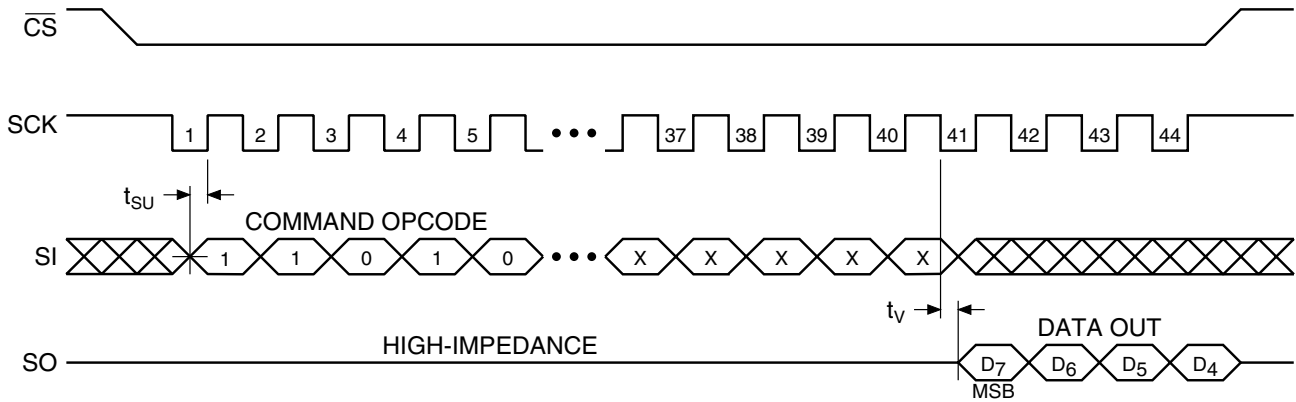 CS
SCK 1 2 3 4 5 ••• 37 38 39 40 41 42 43 44
tSU
COMMAND OPCODE
SI 1 1 0 1 0 ••• X X X X X
tV
DATA OUT
HIGH-IMPEDANCE
SO D7 D6 D5 D4
MSB